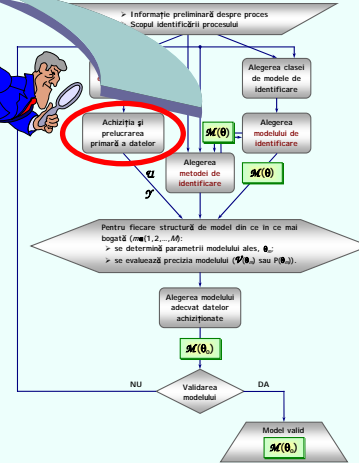 ➢ Informație preliminară despre proces
Scopul identificării procesului
Alegerea clasei
de modele de
identificare
Achiziția și
prelucrarea
primară a datelor
ℳ(θ)
Alegerea
modelului de
identificare
Alegerea
metodei de
identificare
ℳ(θ)
𝒰
𝒴
Pentru fiecare structură de model din ce în ce mai
bogată (m∈{1,2,...,M}):
➢ se determină parametrii modelului ales, θₘ;
➢ se evaluează precizia modelului (𝒱(θₘ) sau P(θₘ)).
Alegerea modelului
adecvat datelor
achiziționate
ℳ(θ₀)
NU
Validarea
modelului
DA
Model valid
ℳ(θ₀)